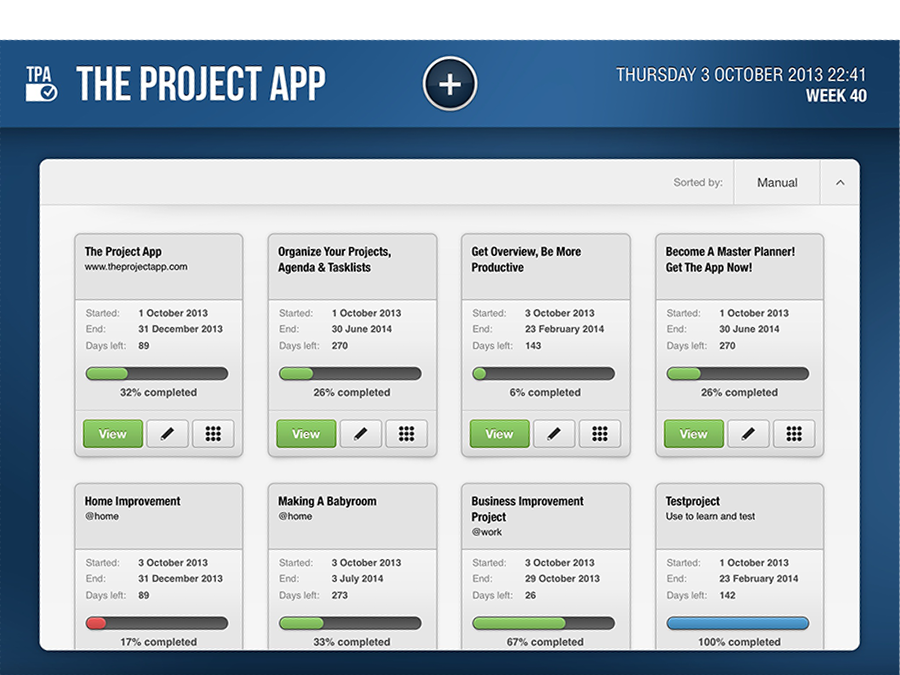 TPA
THE PROJECT APP
THURSDAY 3 OCTOBER 2013 22:41
WEEK 40
Sorted by:
Manual
The Project App
www.theprojectapp.com
Started: 1 October 2013
End: 31 December 2013
Days left: 89
32% completed
View
Organize Your Projects,
Agenda & Tasklists
Started: 1 October 2013
End: 30 June 2014
Days left: 270
26% completed
View
Get Overview, Be More
Productive
Started: 3 October 2013
End: 23 February 2014
Days left: 143
6% completed
View
Become A Master Planner!
Get The App Now!
Started: 1 October 2013
End: 30 June 2014
Days left: 270
26% completed
View
Home Improvement
@home
Started: 3 October 2013
End: 31 December 2013
Days left: 89
17% completed
Making A Babyroom
@home
Started: 3 October 2013
End: 3 July 2014
Days left: 273
33% completed
Business Improvement
Project
@work
Started: 3 October 2013
End: 29 October 2013
Days left: 26
67% completed
Testproject
Use to learn and test
Started: 1 October 2013
End: 23 February 2014
Days left: 142
100% completed